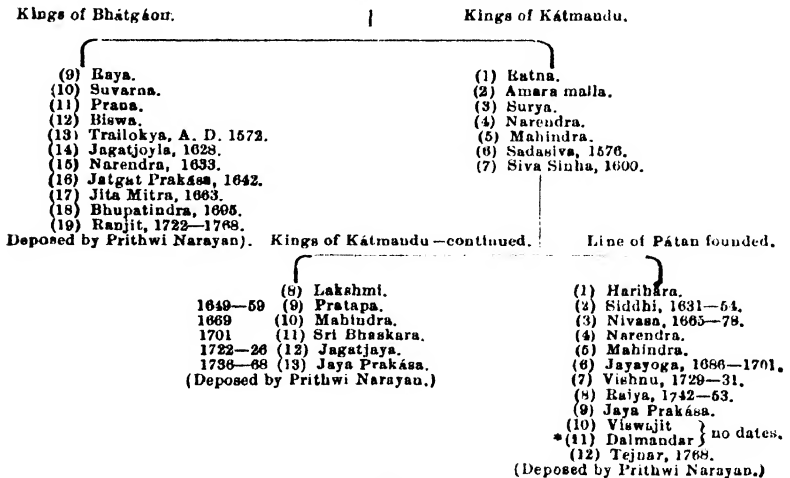 Kings of Bhátgáon. Kings of Kátmandu.
(9) Raya.
(10) Suvarna.
(11) Prana.
(12) Biswa.
(13) Trailokya, A. D. 1572.
(14) Jagatjoyla, 1628.
(15) Narendra, 1633.
(16) Jatgat Prakása, 1642.
(17) Jita Mitra, 1663.
(18) Bhupatindra, 1695.
(19) Ranjit, 1722—1768.
Deposed by Prithwi Narayan).
(1) Ratna.
(2) Amara malla.
(3) Surya.
(4) Narendra.
(5) Mahindra.
(6) Sadasiva, 1576.
(7) Siva Sinha, 1600.
Kings of Kátmandu—continued.
(8) Lakshmi.
1649—59 (9) Pratapa.
1669 (10) Mahindra.
1701 (11) Sri Bhaskara.
1722—26 (12) Jagatjaya.
1736—68 (13) Jaya Prakása.
(Deposed by Prithwi Narayan.)
Line of Pátan founded.
(1) Harihara.
(2) Siddhi, 1631—54.
(3) Nivasa, 1665—78.
(4) Narendra.
(5) Mahindra.
(6) Jayayoga, 1686—1701.
(7) Vishnu, 1729—31.
(8) Raiya, 1742—53.
(9) Jaya Prakása.
(10) Viswajit
*(11) Dalmandar } no dates.
(12) Tejnar, 1768.
(Deposed by Prithwi Narayan.)